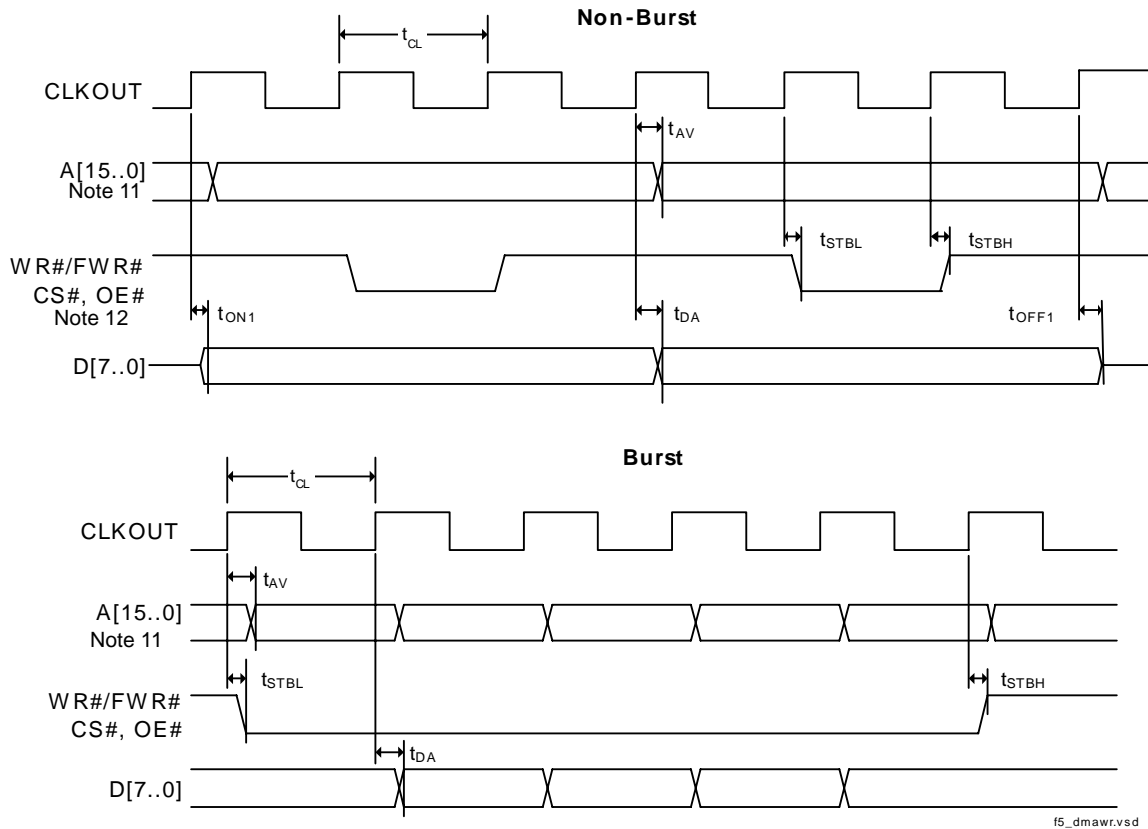 Non-Burst
tCL
CLKOUT
tAV
A[15..0]
Note 11
tSTBL
tSTBH
WR#/FWR#
CS#, OE#
Note 12
tON1
tDA
tOFF1
D[7..0]
Burst
tCL
CLKOUT
tAV
A[15..0]
Note 11
tSTBL
tSTBH
WR#/FWR#
CS#, OE#
tDA
D[7..0]
f5_dmawr.vsd